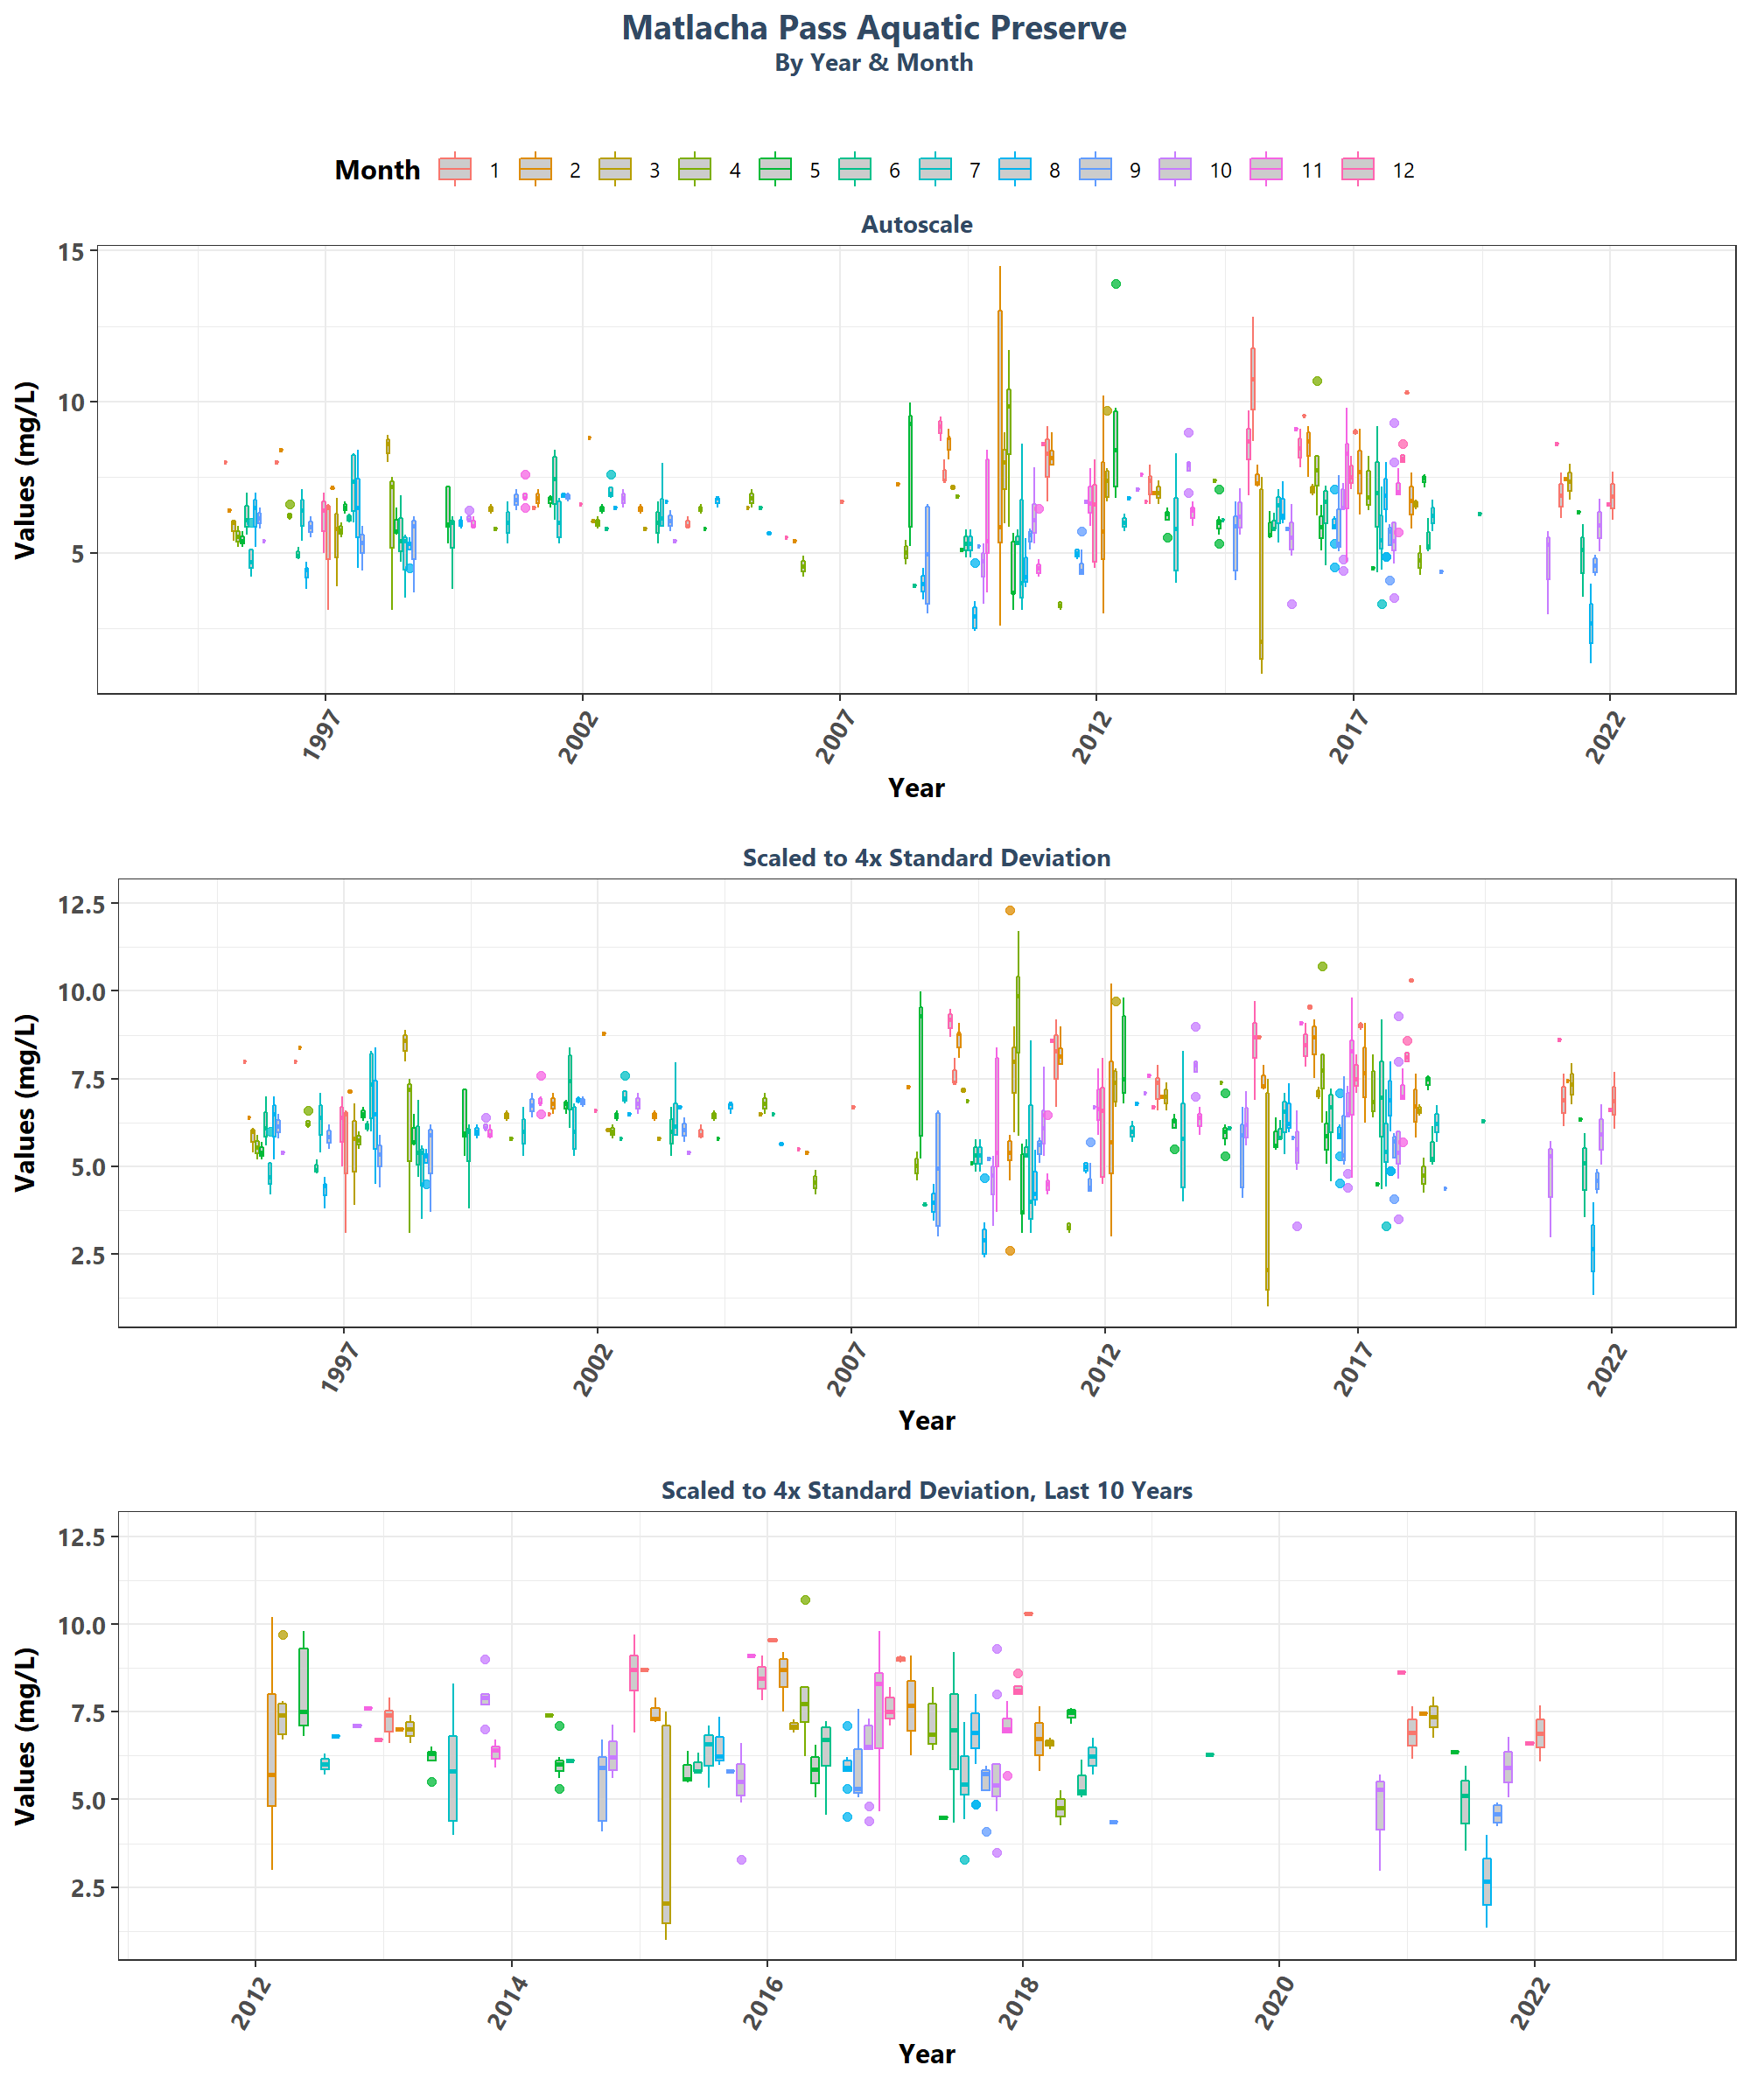 Matlacha Pass Aquatic Preserve
By Year & Month
Month 1 2 3 4 5 6 7 8 9 10 11 12
Autoscale
15
10
5
Values (mg/L)
1997 2002 2007 2012 2017 2022
Year
Scaled to 4x Standard Deviation
12.5
10.0
7.5
5.0
2.5
Values (mg/L)
1997 2002 2007 2012 2017 2022
Year
Scaled to 4x Standard Deviation, Last 10 Years
12.5
10.0
7.5
5.0
2.5
Values (mg/L)
2012 2014 2016 2018 2020 2022
Year